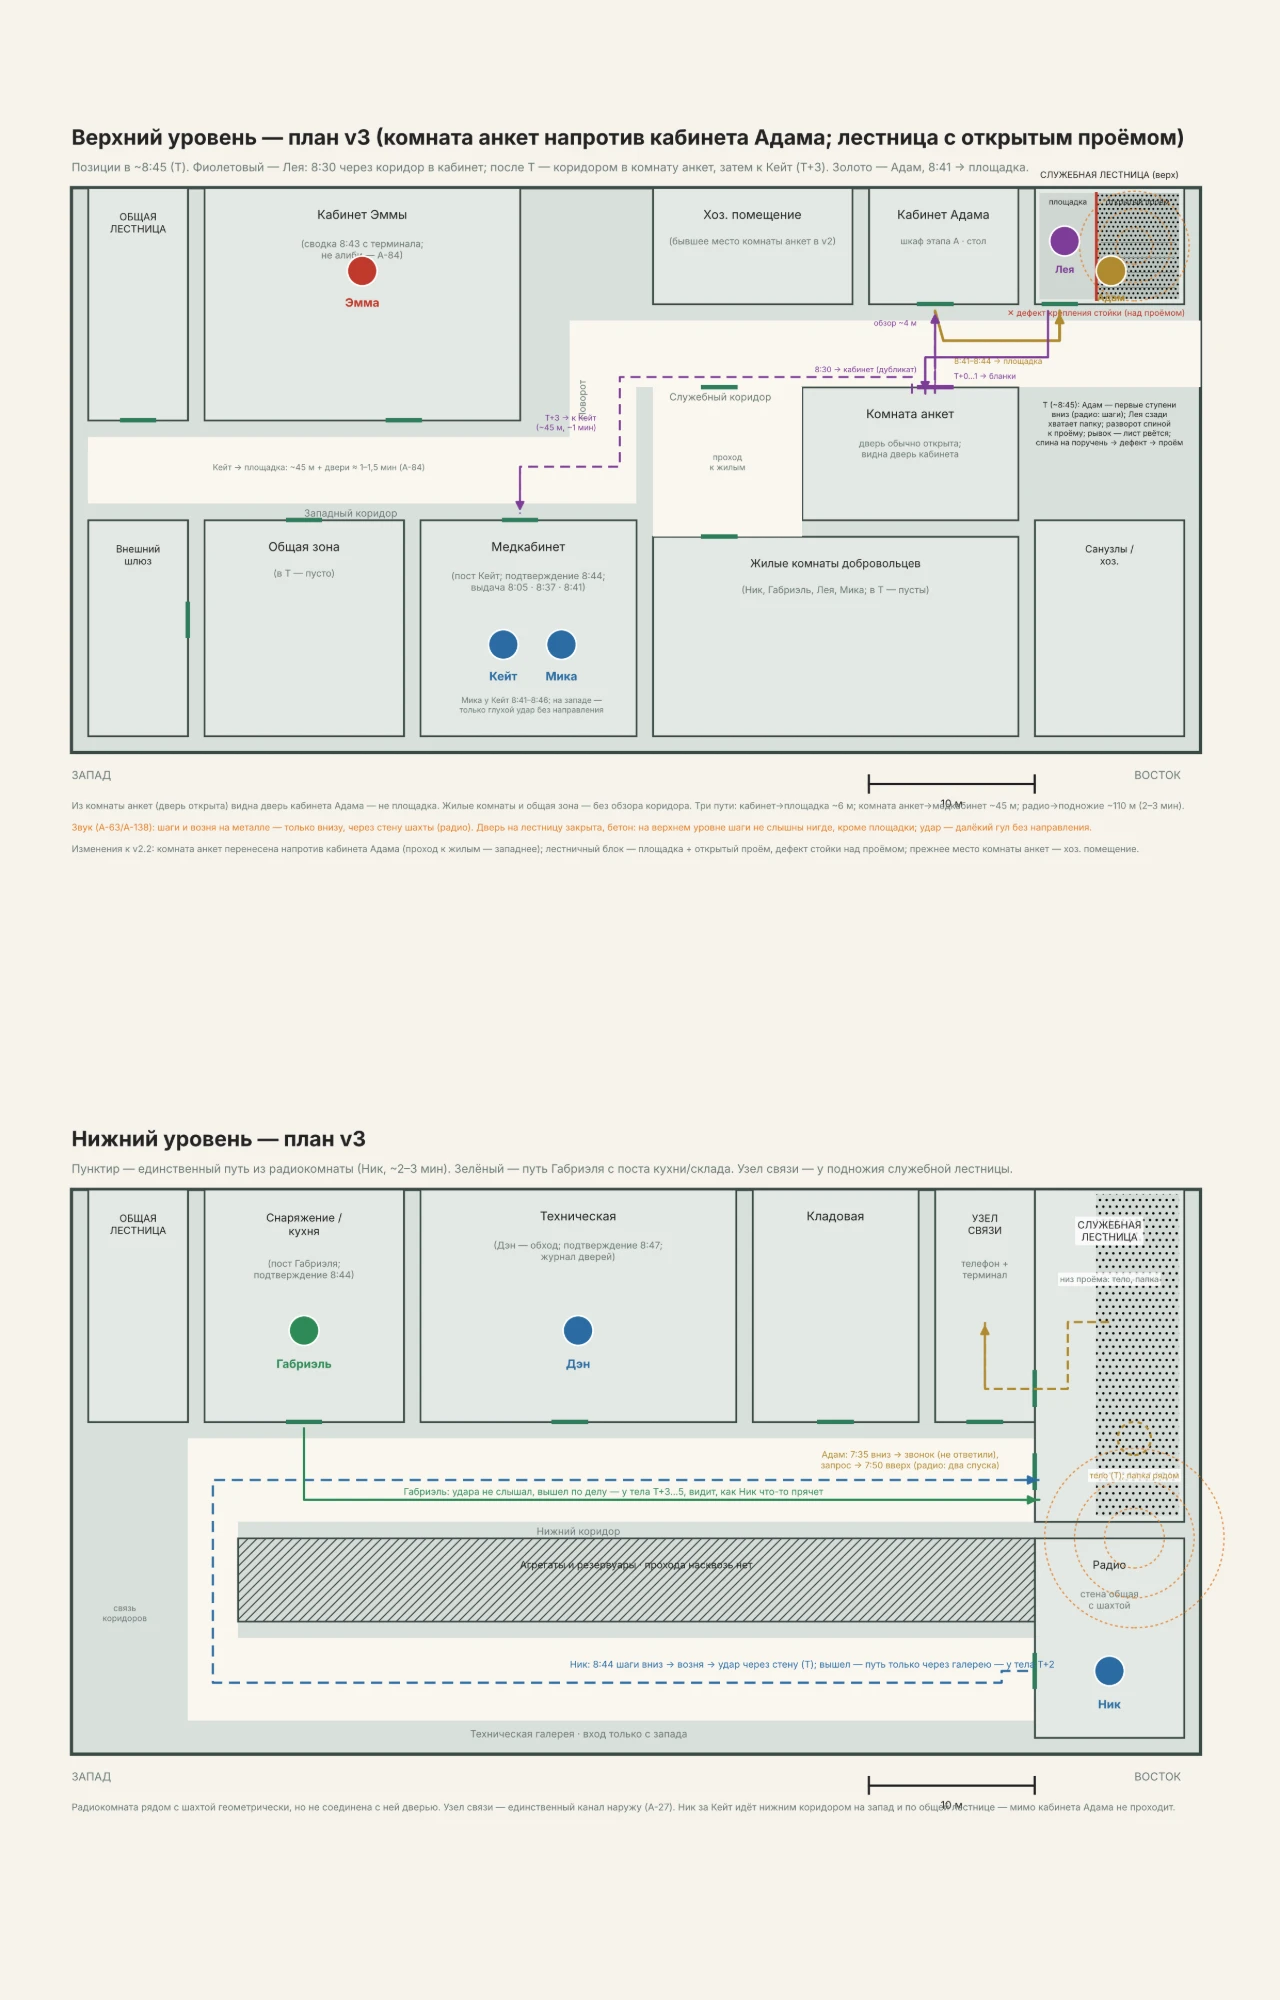 Верхний уровень — план v3 (комната анкет напротив кабинета Адама; лестница с открытым проёмом)
Позиции в ~8:45 (T). Фиолетовый — Лея: 8:30 через коридор в кабинет; после T — коридором в комнату анкет, затем к Кейт (T+3). Золото — Адам, 8:41 → площадка.
СЛУЖЕБНАЯ ЛЕСТНИЦА (верх)
ОБЩАЯ
ЛЕСТНИЦА
Кабинет Эммы
(сводка 8:43 с терминала;
не алиби — А-84)
Эмма
Хоз. помещение
(бывшее место комнаты анкет в v2)
Кабинет Адама
шкаф этапа А · стол
площадка
Лея
Адам
× дефект крепления стойки (над проёмом)
обзор ~4 м
8:41–8:44 → площадка
8:30 → кабинет (дубликат)
T+0…1 → бланки
Поворот
T+3 → к Кейт
(~45 м, ~1 мин)
Служебный коридор
Комната анкет
дверь обычно открыта;
видна дверь кабинета
T (~8:45): Адам — первые ступени
вниз (радио: шаги); Лея сзади
хватает папку; разворот спиной
к проёму; рывок — лист рвётся;
спина на поручень → дефект → проём
Кейт → площадка: ~45 м + двери ≈ 1–1,5 мин (А-84)
проход
к жилым
Западный коридор
Внешний
шлюз
Общая зона
(в T — пусто)
Медкабинет
(пост Кейт; подтверждение 8:44;
выдача 8:05 · 8:37 · 8:41)
Кейт
Мика
Мика у Кейт 8:41–8:46; на западе —
только глухой удар без направления
Жилые комнаты добровольцев
(Ник, Габриэль, Лея, Мика; в T — пусты)
Санузлы /
хоз.
ЗАПАД
ВОСТОК
10 м
Из комнаты анкет (дверь открыта) видна дверь кабинета Адама — не площадка. Жилые комнаты и общая зона — без обзора коридора. Три пути: кабинет→площадка ~6 м; комната анкет→медкабинет ~45 м; радио→подножие ~110 м (2–3 мин).
Звук (А-63/А-138): шаги и возня на металле — только внизу, через стену шахты (радио). Дверь на лестницу закрыта, бетон: на верхнем уровне шаги не слышны нигде, кроме площадки; удар — далёкий гул без направления.
Изменения к v2.2: комната анкет перенесена напротив кабинета Адама (проход к жилым — западнее); лестничный блок — площадка + открытый проём, дефект стойки над проёмом; прежнее место комнаты анкет — хоз. помещение.
Нижний уровень — план v3
Пунктир — единственный путь из радиокомнаты (Ник, ~2–3 мин). Зелёный — путь Габриэля с поста кухни/склада. Узел связи — у подножия служебной лестницы.
ОБЩАЯ
ЛЕСТНИЦА
Снаряжение /
кухня
(пост Габриэля;
подтверждение 8:44)
Габриэль
Техническая
(Дэн — обход; подтверждение 8:47;
журнал дверей)
Дэн
Кладовая
УЗЕЛ
СВЯЗИ
телефон +
терминал
СЛУЖЕБНАЯ
ЛЕСТНИЦА
низ проёма: тело, папка
Адам: 7:35 вниз → звонок (не ответили),
запрос → 7:50 вверх (радио: два спуска)
тело (T); папка рядом
Габриэль: удара не слышал, вышел по делу — у тела T+3…5, видит, как Ник что-то прячет
Нижний коридор
Агрегаты и резервуары · прохода насквозь нет
Радио
стена общая
с шахтой
связь
коридоров
Ник: 8:44 шаги вниз → возня → удар через стену (T); вышел — путь только через галерею — у тела T+2
Ник
Техническая галерея · вход только с запада
ЗАПАД
ВОСТОК
10 м
Радиокомната рядом с шахтой геометрически, но не соединена с ней дверью. Узел связи — единственный канал наружу (А-27). Ник за Кейт идёт нижним коридором на запад и по общей лестнице — мимо кабинета Адама не проходит.